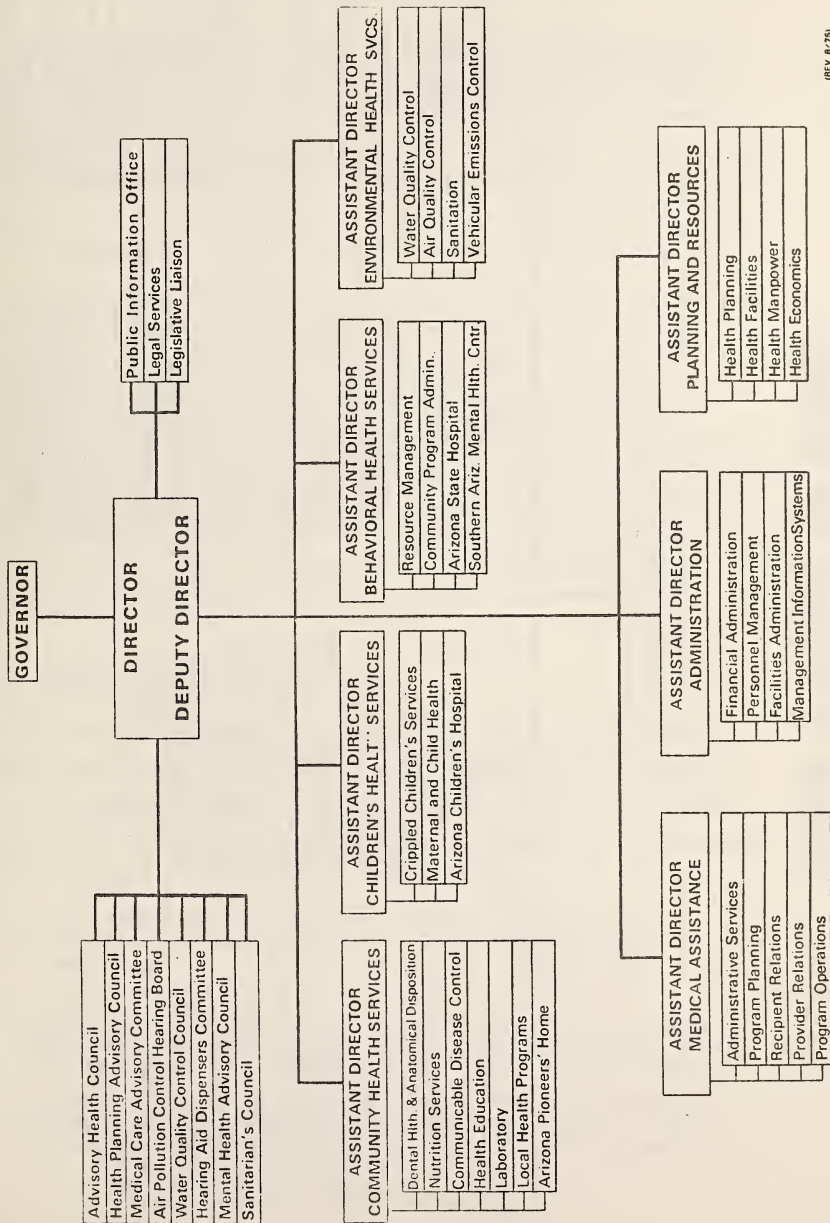 GOVERNOR
DIRECTOR
DEPUTY DIRECTOR
Advisory Health Council
Health Planning Advisory Council
Medical Care Advisory Committee
Air Pollution Control Hearing Board
Water Quality Control Council
Hearing Aid Dispensers Committee
Mental Health Advisory Council
Sanitarian's Council
Public Information Office
Legal Services
Legislative Liaison
ASSISTANT DIRECTOR
COMMUNITY HEALTH SERVICES
Dental Hlth. & Anatomical Disposition
Nutrition Services
Communicable Disease Control
Health Education
Laboratory
Local Health Programs
Arizona Pioneers' Home
ASSISTANT DIRECTOR
CHILDREN'S HEALT'' SERVICES
Crippled Children's Services
Maternal and Child Health
Arizona Children's Hospital
ASSISTANT DIRECTOR
BEHAVIORAL HEALTH SERVICES
Resource Management
Community Program Admin..
Arizona State Hospital
Southern Ariz. Mental Hlth. Cntr.
ASSISTANT DIRECTOR
ENVIRONMENTAL HEALTH SVCS.
Water Quality Control
Air Quality Control
Sanitation
Vehicular Emissions Control
ASSISTANT DIRECTOR
MEDICAL ASSISTANCE
Administrative Services
Program Planning
Recipient Relations
Provider Relations
Program Operations
ASSISTANT DIRECTOR
ADMINISTRATION
Financial Administration
Personnel Management
Facilities Administration
Management InformationSystems
ASSISTANT DIRECTOR
PLANNING AND RESOURCES
Health Planning
Health Facilities
Health Manpower
Health Economics
(REV 8/75)